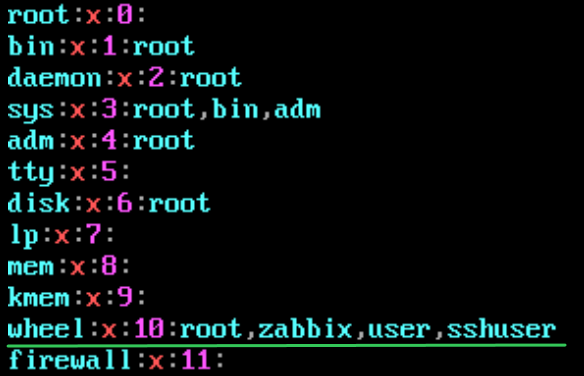 root:x:0:
bin:x:1:root
daemon:x:2:root
sys:x:3:root,bin,adm
adm:x:4:root
tty:x:5:
disk:x:6:root
lp:x:7:
mem:x:8:
kmem:x:9:
wheel:x:10:root,zabbix,user,sshuser
firewall:x:11: